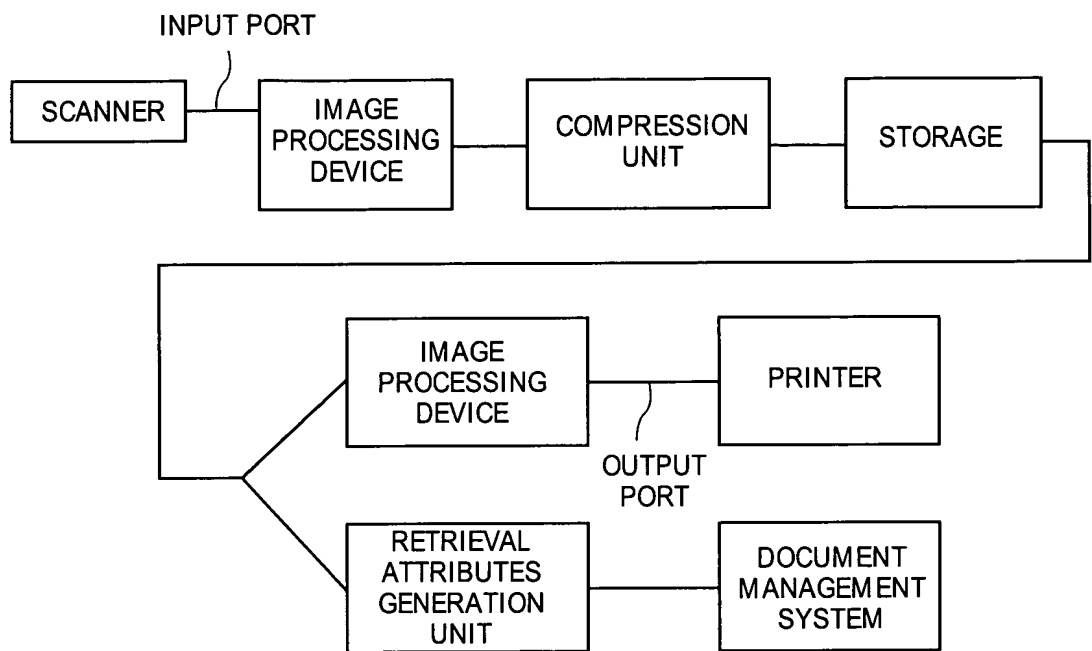 INPUT PORT
SCANNER
IMAGE
PROCESSING
DEVICE
COMPRESSION
UNIT
STORAGE
IMAGE
PROCESSING
DEVICE
PRINTER
OUTPUT
PORT
RETRIEVAL
ATTRIBUTES
GENERATION
UNIT
DOCUMENT
MANAGEMENT
SYSTEM